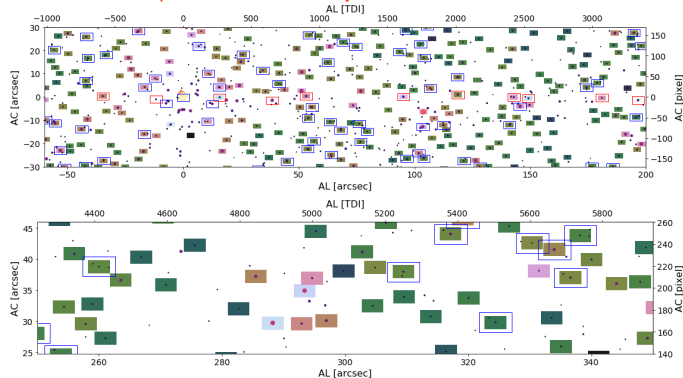 AL [TDI]
−1000 −500 0 500 1000 1500 2000 2500 3000
30 20 10 0 −10 −20 −30
AC [arcsec]
150 100 50 0 −50 −100 −150
AC [pixel]
−50 0 50 100 150 200
AL [arcsec]
AL [TDI]
4400 4600 4800 5000 5200 5400 5600 5800
45 40 35 30 25
AC [arcsec]
260 240 220 200 180 160 140
AC [pixel]
260 280 300 320 340
AL [arcsec]